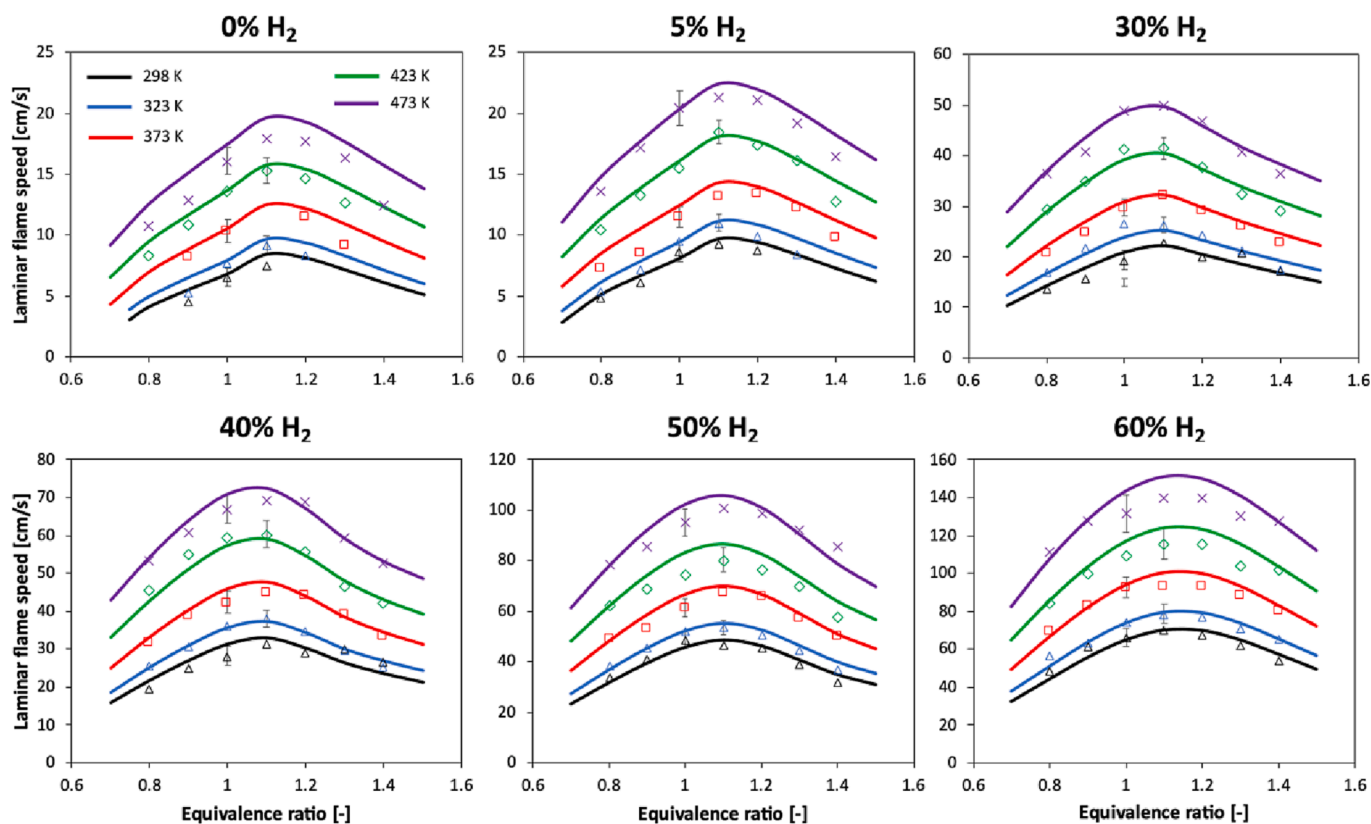 0% H2
5% H2
30% H2
Laminar flame speed [cm/s]
298 K
323 K
373 K
423 K
473 K
25
20
15
10
5
0
0.6 0.8 1 1.2 1.4 1.6
25
20
15
10
5
0
0.6 0.8 1 1.2 1.4 1.6
60
50
40
30
20
10
0
0.6 0.8 1 1.2 1.4 1.6
40% H2
50% H2
60% H2
Laminar flame speed [cm/s]
80
70
60
50
40
30
20
10
0
0.6 0.8 1 1.2 1.4 1.6
Equivalence ratio [-]
120
100
80
60
40
20
0
0.6 0.8 1 1.2 1.4 1.6
Equivalence ratio [-]
160
140
120
100
80
60
40
20
0
0.6 0.8 1 1.2 1.4 1.6
Equivalence ratio [-]